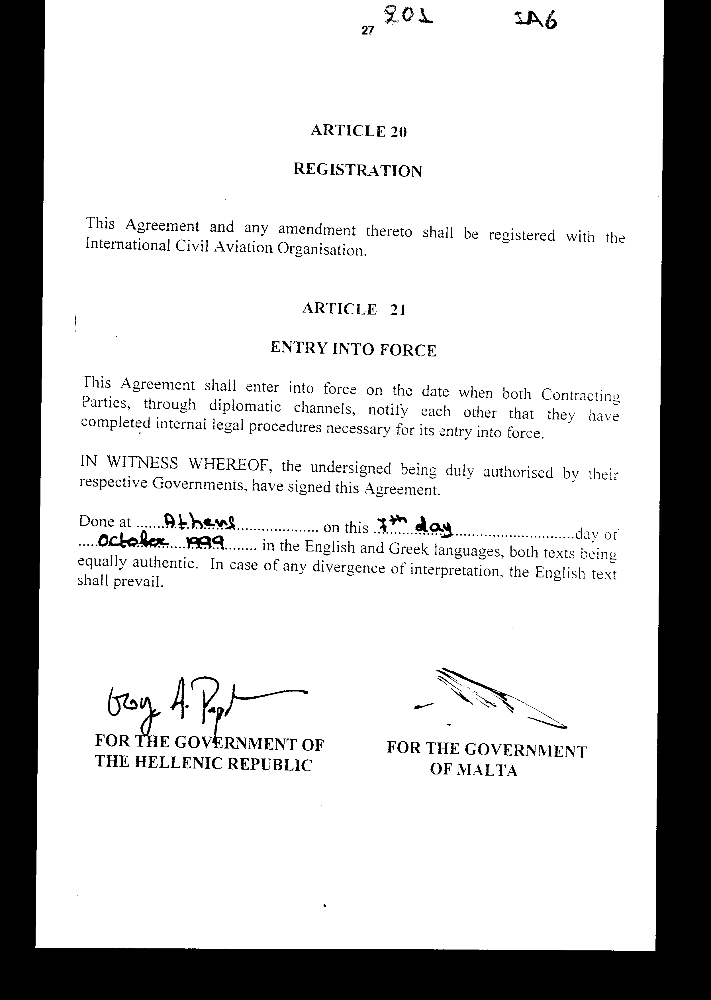 201 IA6
27
ARTICLE 20
REGISTRATION
This Agreement and any amendment thereto shall be registered with the
International Civil Aviation Organisation.
ARTICLE 21
ENTRY INTO FORCE
This Agreement shall enter into force on the date when both Contracting
Parties, through diplomatic channels, notify each other that they have
completed internal legal procedures necessary for its entry into force.
IN WITNESS WHEREOF, the undersigned being duly authorised by their
respective Governments, have signed this Agreement.
Done at .......Athens..................... on this ..7th day..............................day of
.....October 1999........ in the English and Greek languages, both texts being
equally authentic. In case of any divergence of interpretation, the English text
shall prevail.
FOR THE GOVERNMENT OF
THE HELLENIC REPUBLIC
FOR THE GOVERNMENT
OF MALTA